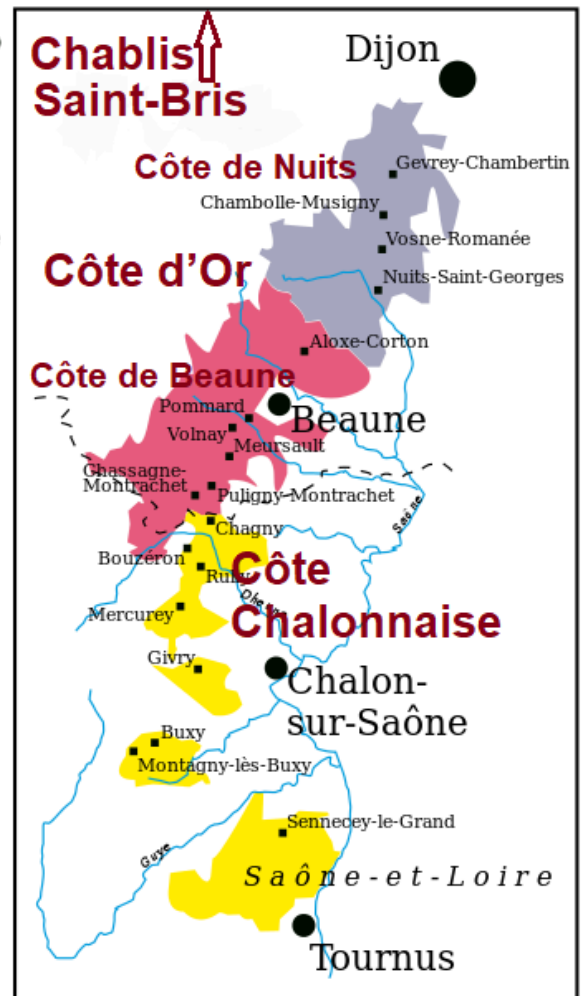 Chablis
Saint-Bris
Dijon
Côte de Nuits
Gevrey-Chambertin
Chambolle-Musigny
Vosne-Romanée
Côte d’Or
Nuits-Saint-Georges
Aloxe-Corton
Côte de Beaune
Pommard
Beaune
Volnay
Meursault
Chassagne-
Montrachet
Puligny-Montrachet
Saône
Chagny
Bouzeron
Rully
Côte
Dheune
Mercurey
Chalonnaise
Givry
Chalon-
sur-Saône
Buxy
Montagny-lès-Buxy
Sennecey-le-Grand
Guye
Saône-et-Loire
Tournus